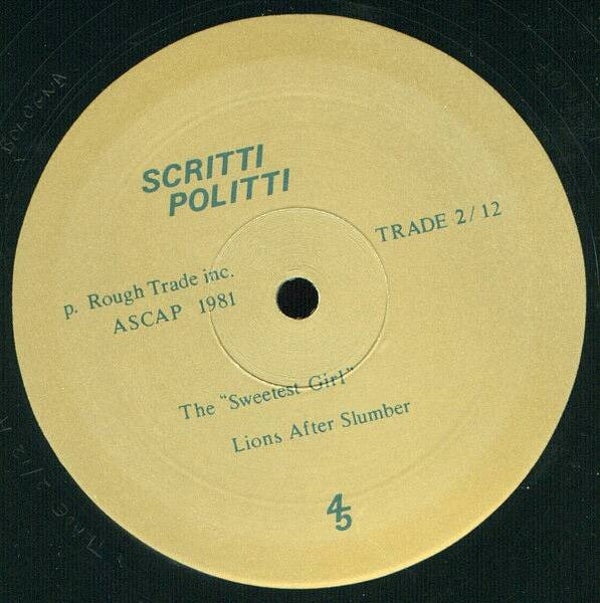 SCRITTI
POLITTI
TRADE 2/12
p. Rough Trade inc.
ASCAP 1981
The "Sweetest Girl"
Lions After Slumber
45